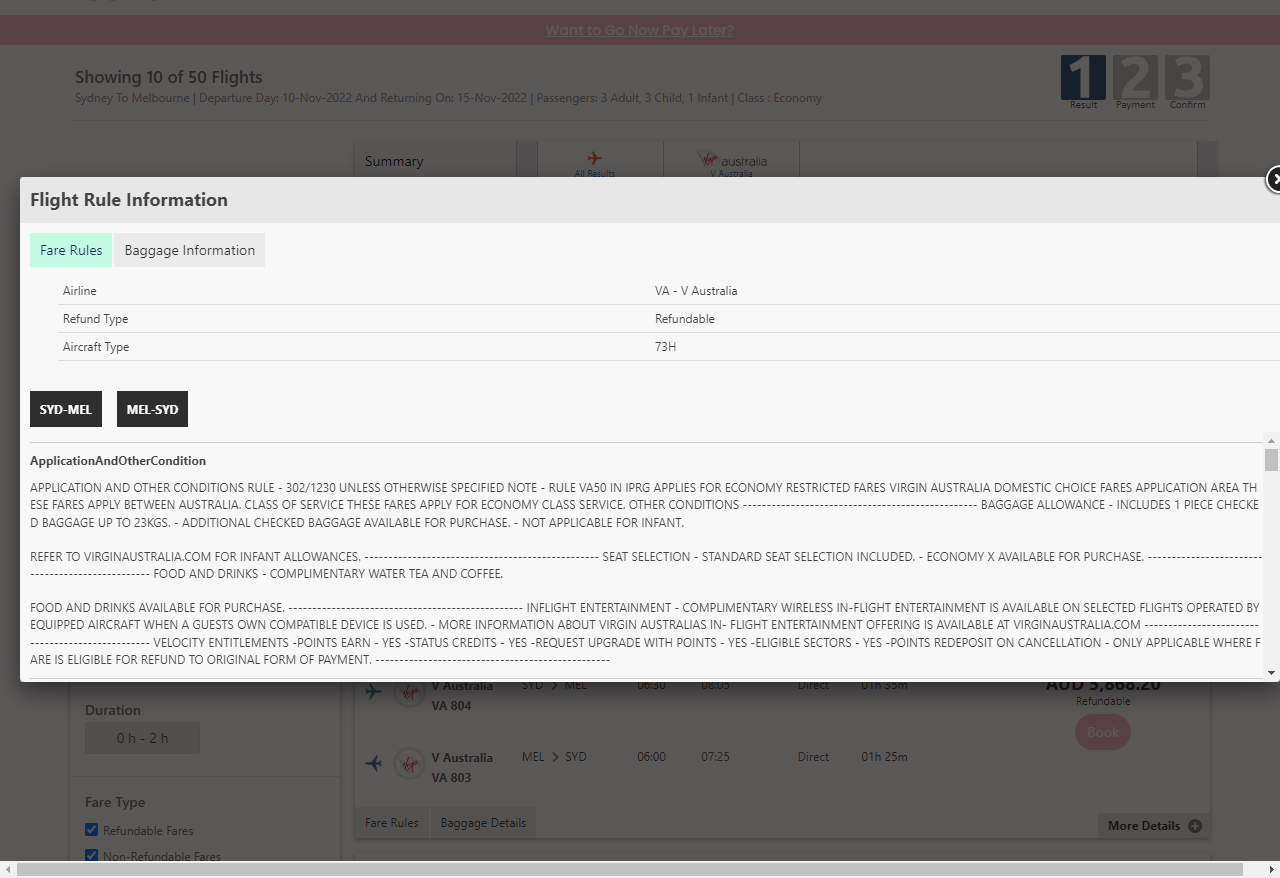 Want to Go Now Pay Later?
Showing 10 of 50 Flights
Sydney To Melbourne | Departure Day: 10-Nov-2022 And Returning On: 15-Nov-2022 | Passengers: 3 Adult, 3 Child, 1 Infant | Class : Economy
1 2 3
Result Payment Confirm
Summary
All Results
australia
V Australia
Flight Rule Information
Fare Rules Baggage Information
Airline VA - V Australia
Refund Type Refundable
Aircraft Type 73H
SYD-MEL MEL-SYD
ApplicationAndOtherCondition
APPLICATION AND OTHER CONDITIONS RULE - 302/1230 UNLESS OTHERWISE SPECIFIED NOTE - RULE VA50 IN IPRG APPLIES FOR ECONOMY RESTRICTED FARES VIRGIN AUSTRALIA DOMESTIC CHOICE FARES APPLICATION AREA TH
ESE FARES APPLY BETWEEN AUSTRALIA. CLASS OF SERVICE THESE FARES APPLY FOR ECONOMY CLASS SERVICE. OTHER CONDITIONS ------------------------------------------------- BAGGAGE ALLOWANCE - INCLUDES 1 PIECE CHECKE
D BAGGAGE UP TO 23KGS. - ADDITIONAL CHECKED BAGGAGE AVAILABLE FOR PURCHASE. - NOT APPLICABLE FOR INFANT.
REFER TO VIRGINAUSTRALIA.COM FOR INFANT ALLOWANCES. ------------------------------------------------- SEAT SELECTION - STANDARD SEAT SELECTION INCLUDED. - ECONOMY X AVAILABLE FOR PURCHASE. ------------------------
------------------------- FOOD AND DRINKS - COMPLIMENTARY WATER TEA AND COFFEE.
FOOD AND DRINKS AVAILABLE FOR PURCHASE. ------------------------------------------------- INFLIGHT ENTERTAINMENT - COMPLIMENTARY WIRELESS IN-FLIGHT ENTERTAINMENT IS AVAILABLE ON SELECTED FLIGHTS OPERATED BY
EQUIPPED AIRCRAFT WHEN A GUESTS OWN COMPATIBLE DEVICE IS USED. - MORE INFORMATION ABOUT VIRGIN AUSTRALIAS IN- FLIGHT ENTERTAINMENT OFFERING IS AVAILABLE AT VIRGINAUSTRALIA.COM ------------------------
------------------------- VELOCITY ENTITLEMENTS -POINTS EARN - YES -STATUS CREDITS - YES -REQUEST UPGRADE WITH POINTS - YES -ELIGIBLE SECTORS - YES -POINTS REDEPOSIT ON CANCELLATION - ONLY APPLICABLE WHERE F
ARE IS ELIGIBLE FOR REFUND TO ORIGINAL FORM OF PAYMENT. -------------------------------------------------
V Australia SYD > MEL 06:30 08:05 Direct 01h 35m AUD 5,868.20
VA 804 Refundable
Duration
0 h - 2 h
Book
V Australia MEL > SYD 06:00 07:25 Direct 01h 25m
VA 803
Fare Type
Fare Rules Baggage Details More Details
Refundable Fares
Non-Refundable Fares